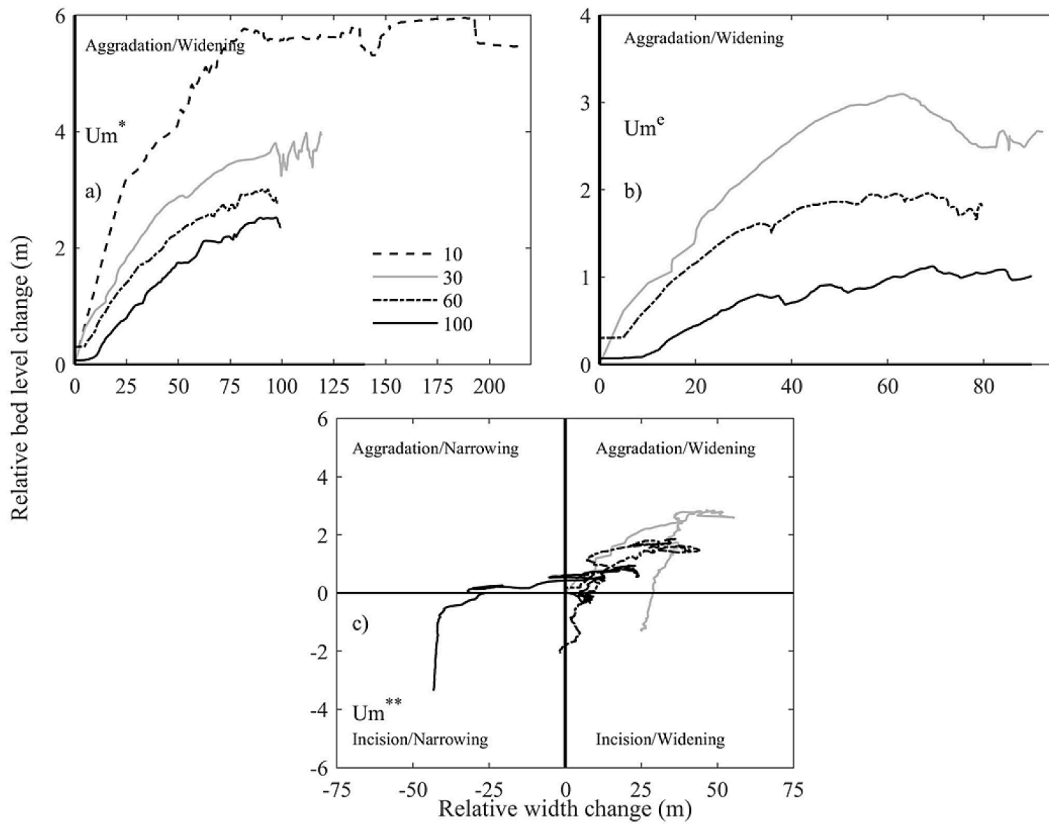 6
4
2
0
Aggradation/Widening
Um*
a)
10
30
60
100
0 25 50 75 100 125 150 175 200
4
3
2
1
0
Aggradation/Widening
Umᵉ
b)
0 20 40 60 80
Relative bed level change (m)
6
4
2
0
-2
-4
-6
Aggradation/Narrowing
Aggradation/Widening
c)
Um**
Incision/Narrowing
Incision/Widening
-75 -50 -25 0 25 50 75
Relative width change (m)